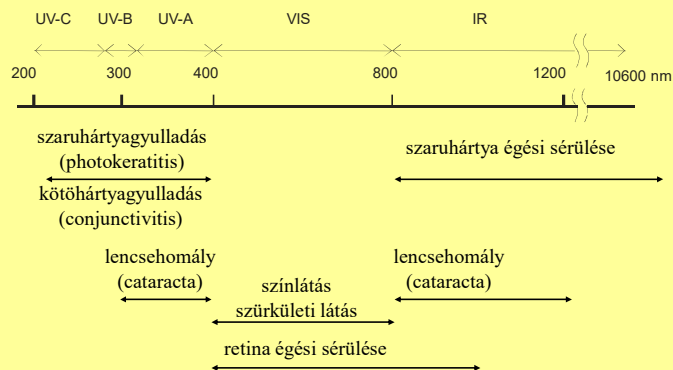 UV-C UV-B UV-A VIS IR
200 300 400 800 1200 10600 nm
szaruhártyagyulladás
(photokeratitis)
kötőhártyagyulladás
(conjunctivitis)
szaruhártya égési sérülése
lencsehomály
(cataracta)
színlátás
szürkületi látás
lencsehomály
(cataracta)
retina égési sérülése